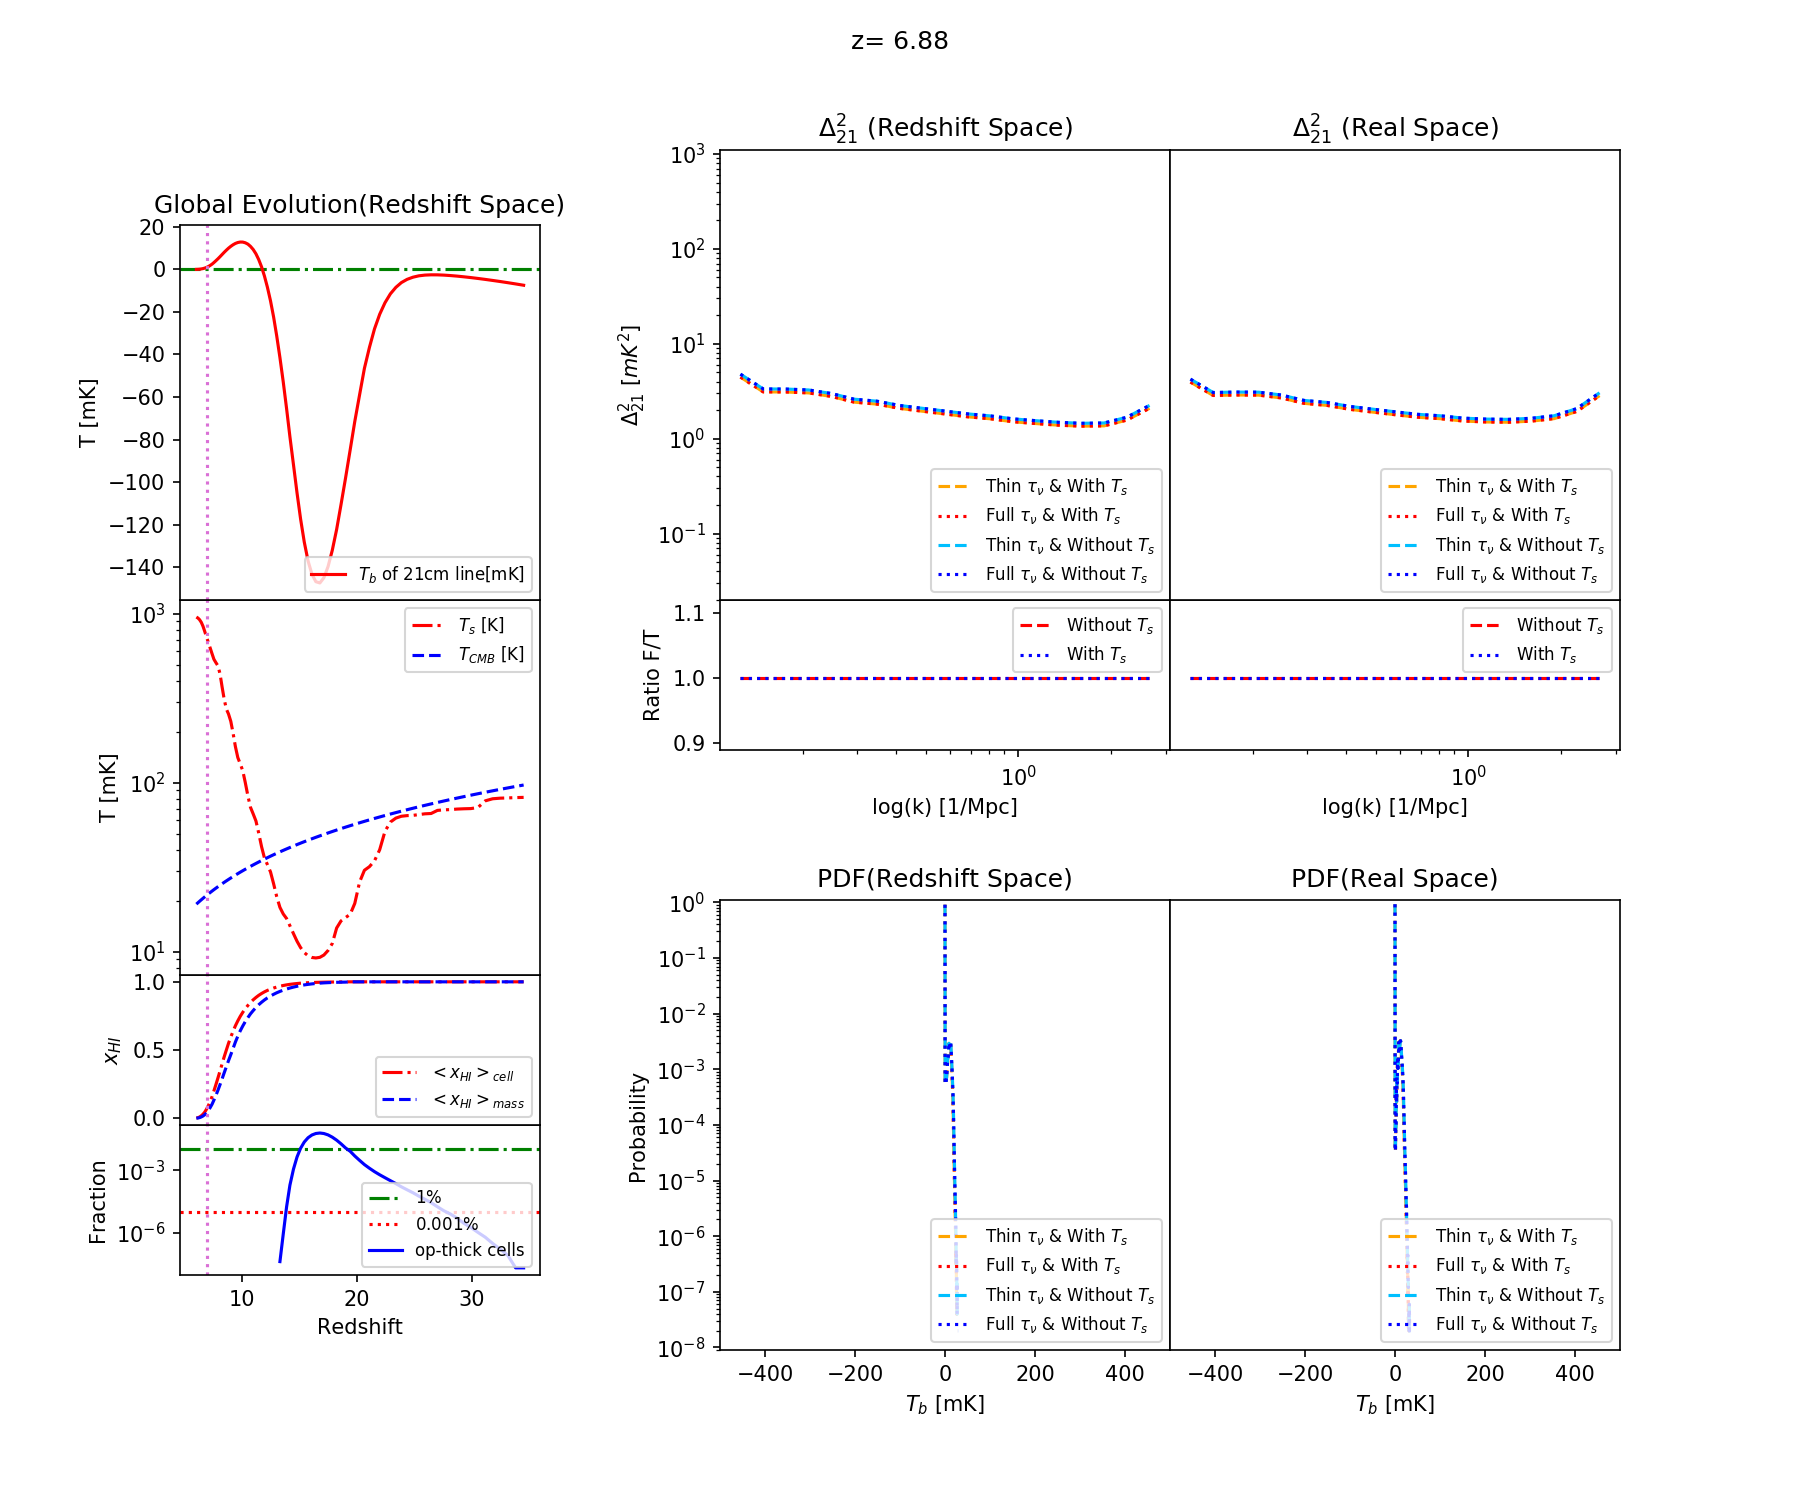 z= 6.88
Global Evolution(Redshift Space)
T [mK]
20
0
−20
−40
−60
−80
−100
−120
−140
T_b of 21cm line[mK]
T [mK]
10^3
10^2
10^1
T_s [K]
T_CMB [K]
x_HI
1.0
0.5
0.0
<x_HI>_cell
<x_HI>_mass
Fraction
10^−3
10^−6
1%
0.001%
op-thick cells
10 20 30
Redshift
Δ²₂₁ (Redshift Space)
Δ²₂₁ (Real Space)
Δ²₂₁ [mK²]
10^3
10^2
10^1
10^0
10^−1
Thin τ_ν & With T_s
Full τ_ν & With T_s
Thin τ_ν & Without T_s
Full τ_ν & Without T_s
Thin τ_ν & With T_s
Full τ_ν & With T_s
Thin τ_ν & Without T_s
Full τ_ν & Without T_s
Ratio F/T
1.1
1.0
0.9
Without T_s
With T_s
Without T_s
With T_s
10^0
10^0
log(k) [1/Mpc]
log(k) [1/Mpc]
PDF(Redshift Space)
PDF(Real Space)
Probability
10^0
10^−1
10^−2
10^−3
10^−4
10^−5
10^−6
10^−7
10^−8
Thin τ_ν & With T_s
Full τ_ν & With T_s
Thin τ_ν & Without T_s
Full τ_ν & Without T_s
Thin τ_ν & With T_s
Full τ_ν & With T_s
Thin τ_ν & Without T_s
Full τ_ν & Without T_s
−400 −200 0 200 400
−400 −200 0 200 400
T_b [mK]
T_b [mK]